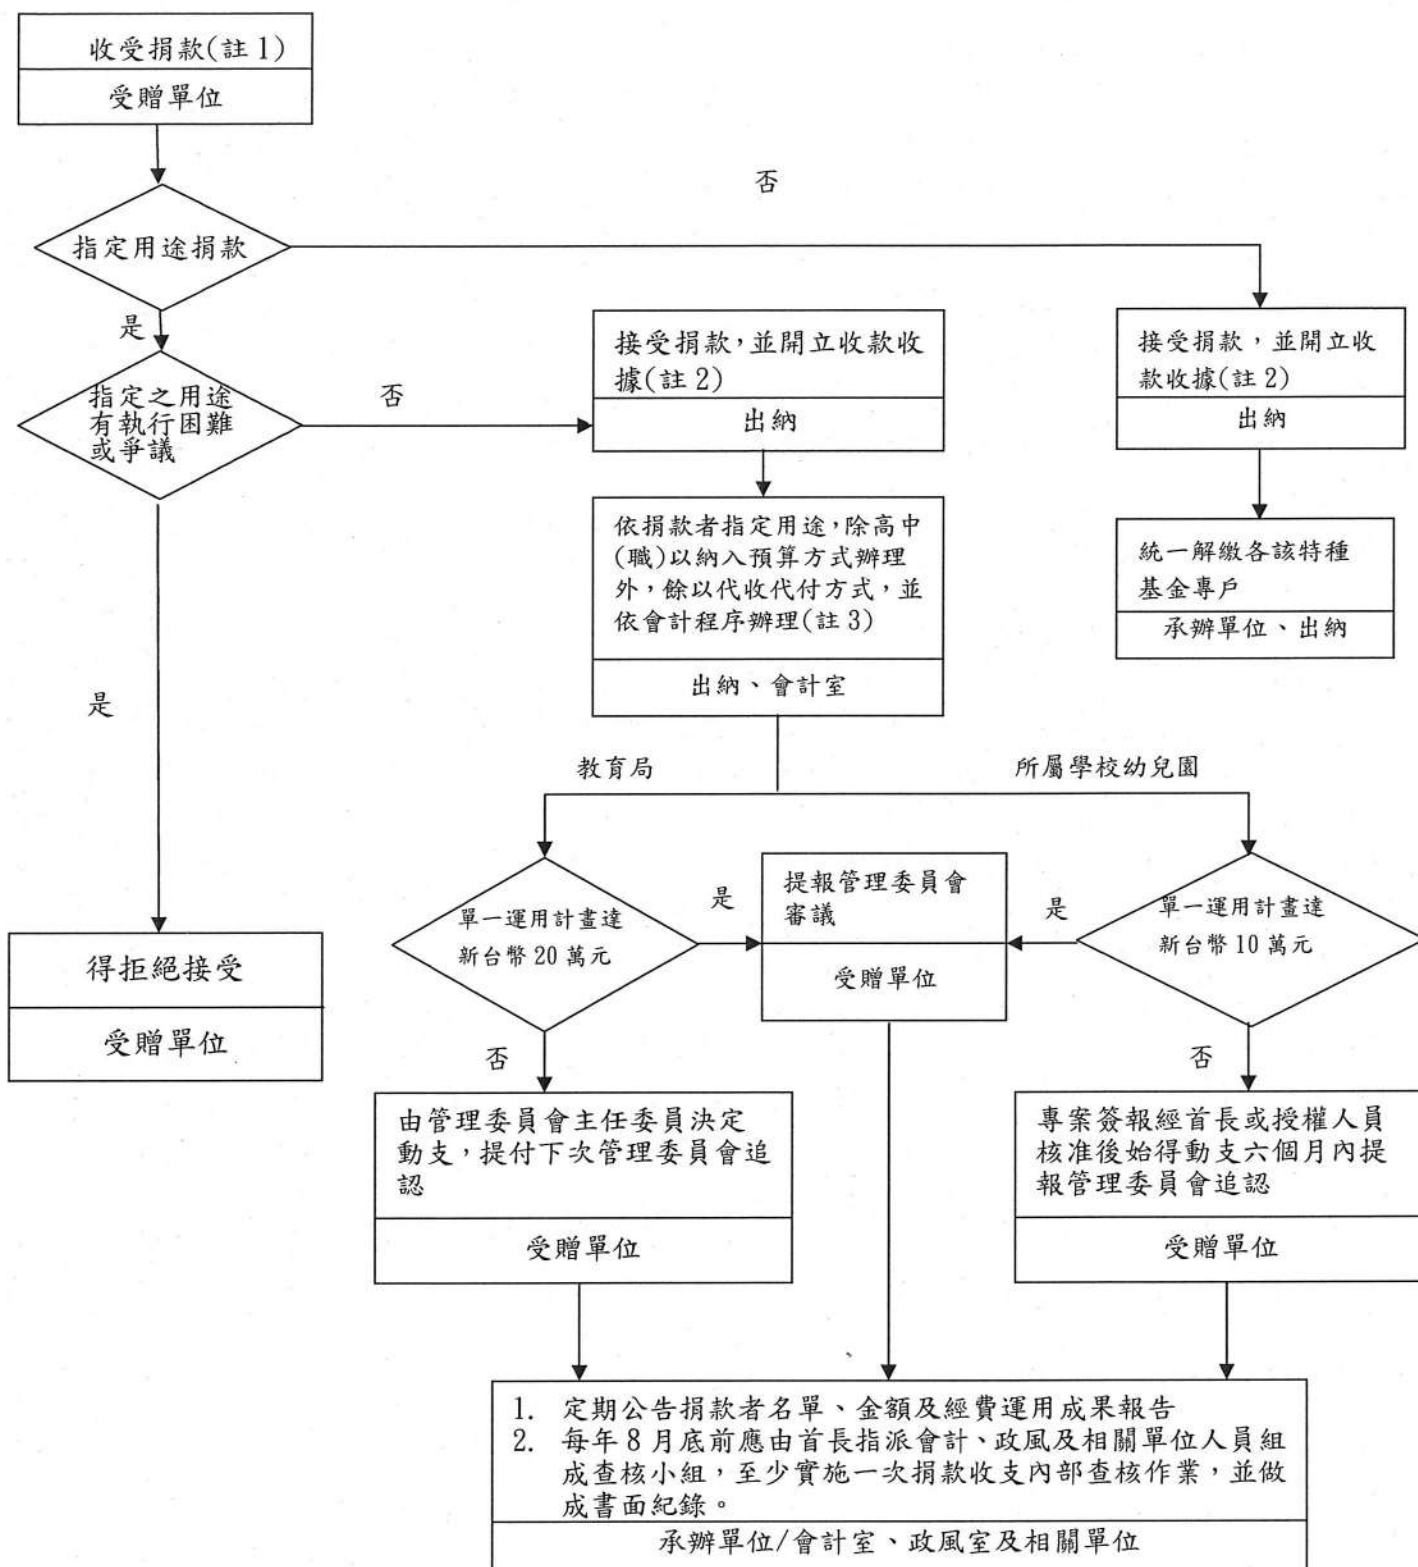 收受捐款(註1)
受贈單位
否
指定用途捐款
是
接受捐款,並開立收款收
據(註2)
出納
接受捐款,並開立收
款收據(註2)
出納
指定之用途
有執行困難
或爭議
否
依捐款者指定用途,除高中
(職)以納入預算方式辦理
外,餘以代收代付方式,並
依會計程序辦理(註3)
出納、會計室
統一解繳各該特種
基金專戶
承辦單位、出納
是
教育局
所屬學校幼兒園
單一運用計畫達
新台幣20萬元
是
提報管理委員會
審議
受贈單位
是
單一運用計畫達
新台幣10萬元
得拒絕接受
受贈單位
否
否
由管理委員會主任委員決定
動支,提付下次管理委員會追
認
受贈單位
專案簽報經首長或授權人員
核准後始得動支六個月內提
報管理委員會追認
受贈單位
1. 定期公告捐款者名單、金額及經費運用成果報告
2. 每年8月底前應由首長指派會計、政風及相關單位人員組
成查核小組,至少實施一次捐款收支內部查核作業,並做
成書面紀錄。
承辦單位/會計室、政風室及相關單位